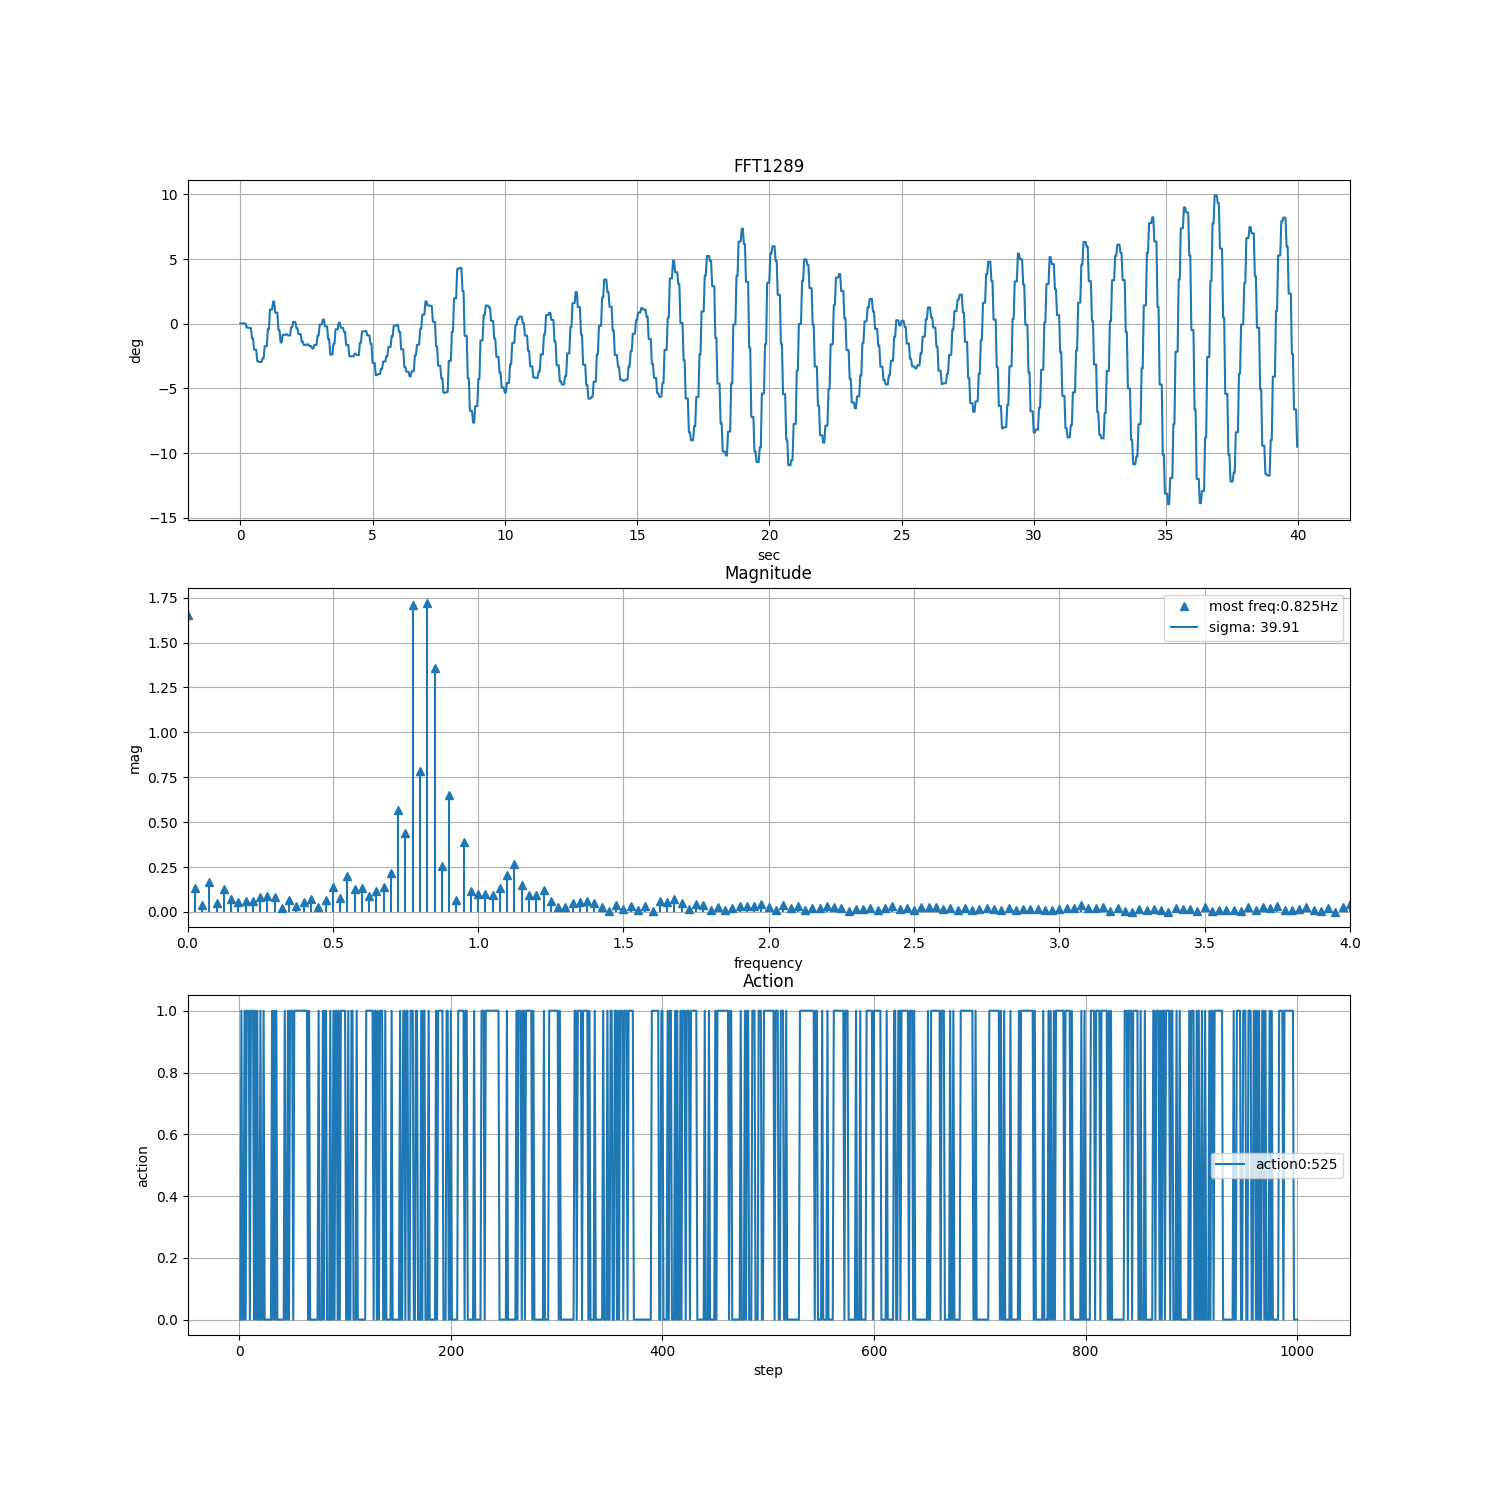 FFT1289
10
5
0
−5
−10
−15
deg
0 5 10 15 20 25 30 35 40
sec
Magnitude
1.75
1.50
1.25
1.00
0.75
0.50
0.25
0.00
mag
most freq:0.825Hz
sigma: 39.91
0.0 0.5 1.0 1.5 2.0 2.5 3.0 3.5 4.0
frequency
Action
1.0
0.8
0.6
0.4
0.2
0.0
action
action0:525
0 200 400 600 800 1000
step